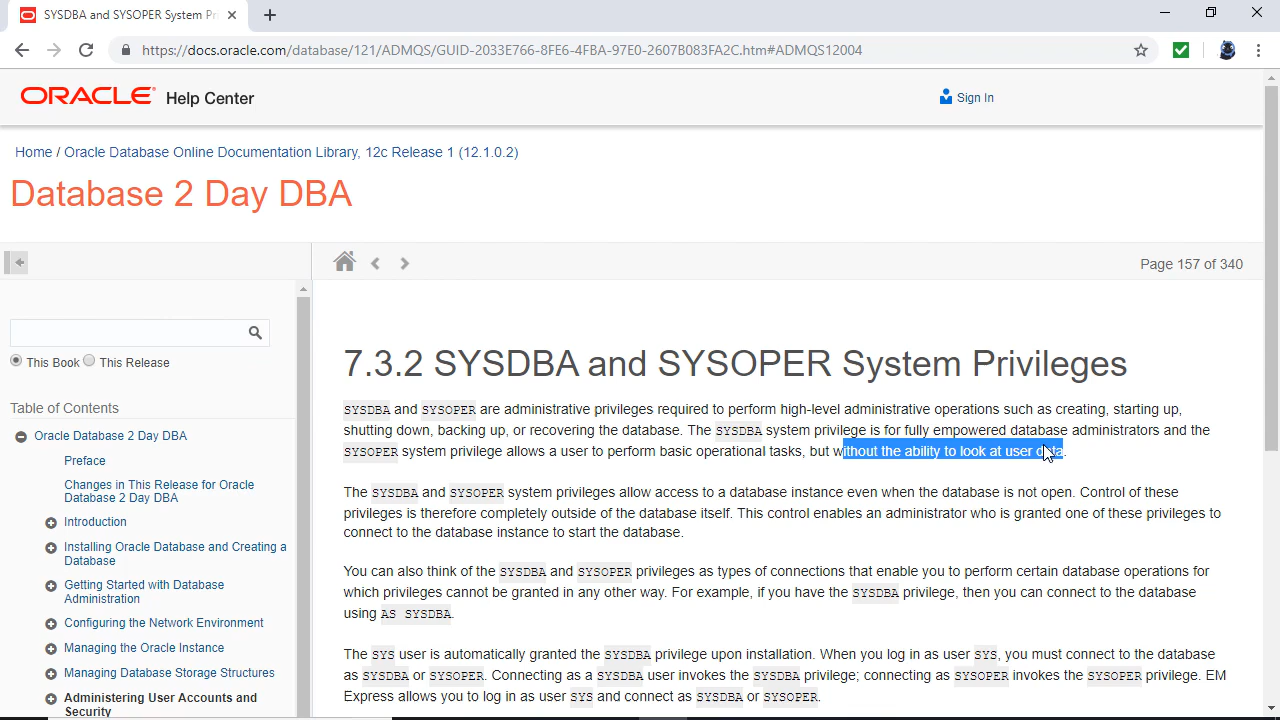 SYSDBA and SYSOPER System Pr
https://docs.oracle.com/database/121/ADMQS/GUID-2033E766-8FE6-4FBA-97E0-2607B083FA2C.htm#ADMQS12004
ORACLE Help Center
Sign In
Home / Oracle Database Online Documentation Library, 12c Release 1 (12.1.0.2)
Database 2 Day DBA
Page 157 of 340
This Book This Release
Table of Contents
Oracle Database 2 Day DBA
Preface
Changes in This Release for Oracle
Database 2 Day DBA
Introduction
Installing Oracle Database and Creating a
Database
Getting Started with Database
Administration
Configuring the Network Environment
Managing the Oracle Instance
Managing Database Storage Structures
Administering User Accounts and
Security
7.3.2 SYSDBA and SYSOPER System Privileges
SYSDBA and SYSOPER are administrative privileges required to perform high-level administrative operations such as creating, starting up,
shutting down, backing up, or recovering the database. The SYSDBA system privilege is for fully empowered database administrators and the
SYSOPER system privilege allows a user to perform basic operational tasks, but without the ability to look at user data.
The SYSDBA and SYSOPER system privileges allow access to a database instance even when the database is not open. Control of these
privileges is therefore completely outside of the database itself. This control enables an administrator who is granted one of these privileges to
connect to the database instance to start the database.
You can also think of the SYSDBA and SYSOPER privileges as types of connections that enable you to perform certain database operations for
which privileges cannot be granted in any other way. For example, if you have the SYSDBA privilege, then you can connect to the database
using AS SYSDBA.
The SYS user is automatically granted the SYSDBA privilege upon installation. When you log in as user SYS, you must connect to the database
as SYSDBA or SYSOPER. Connecting as a SYSDBA user invokes the SYSDBA privilege; connecting as SYSOPER invokes the SYSOPER privilege. EM
Express allows you to log in as user SYS and connect as SYSDBA or SYSOPER.